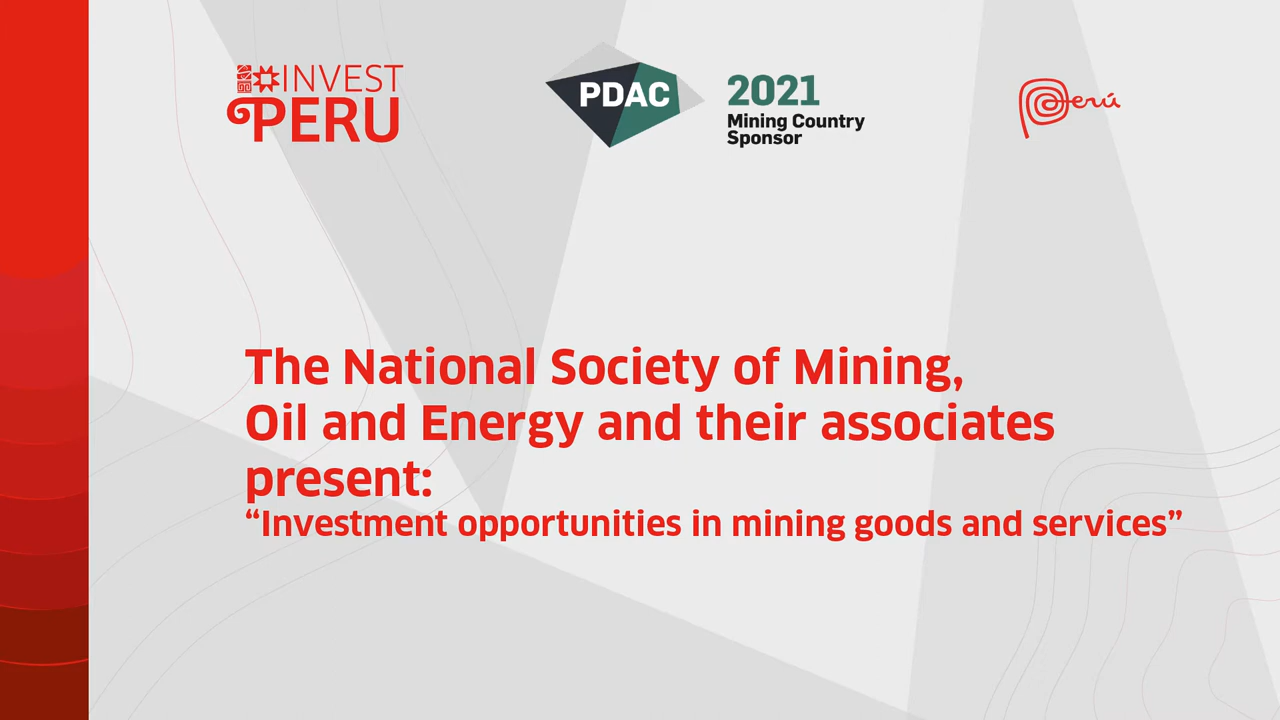 INVEST
PERU
PDAC
2021
Mining Country
Sponsor
Perú
The National Society of Mining,
Oil and Energy and their associates
present:
“Investment opportunities in mining goods and services”